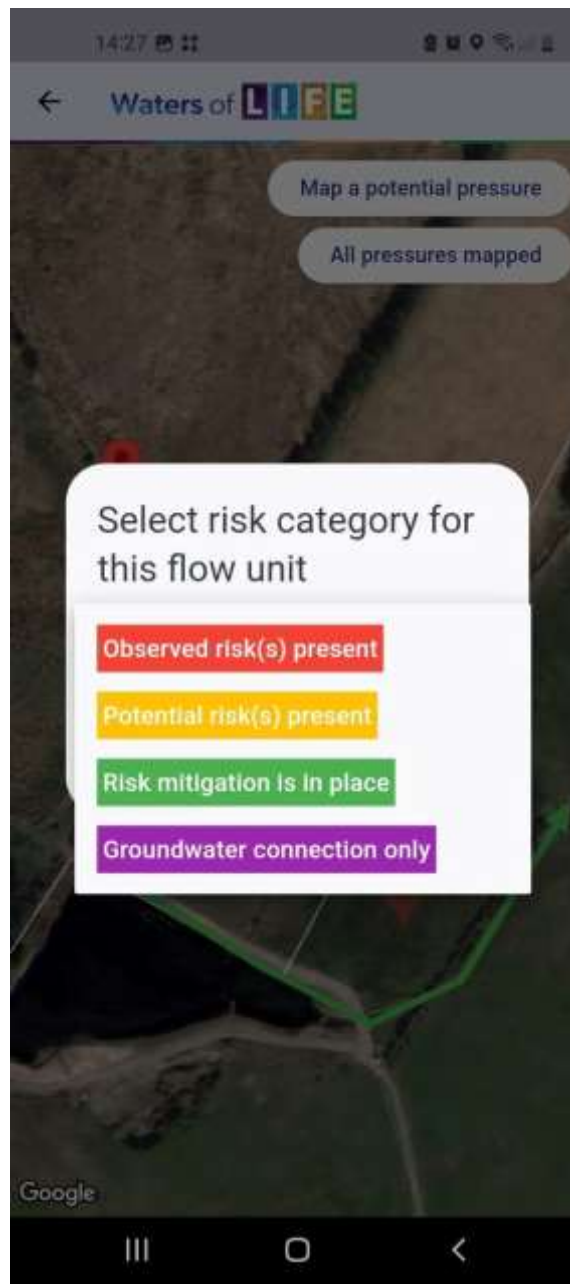 14:27
Waters of LIFE
Map a potential pressure
All pressures mapped
Select risk category for
this flow unit
Observed risk(s) present
Potential risk(s) present
Risk mitigation is in place
Groundwater connection only
Google